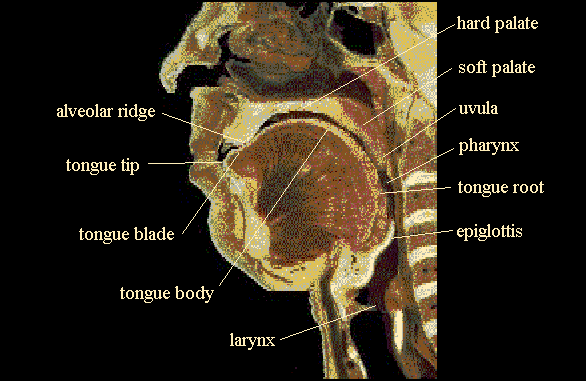 hard palate
soft palate
alveolar ridge
uvula
pharynx
tongue tip
tongue root
tongue blade
epiglottis
tongue body
larynx